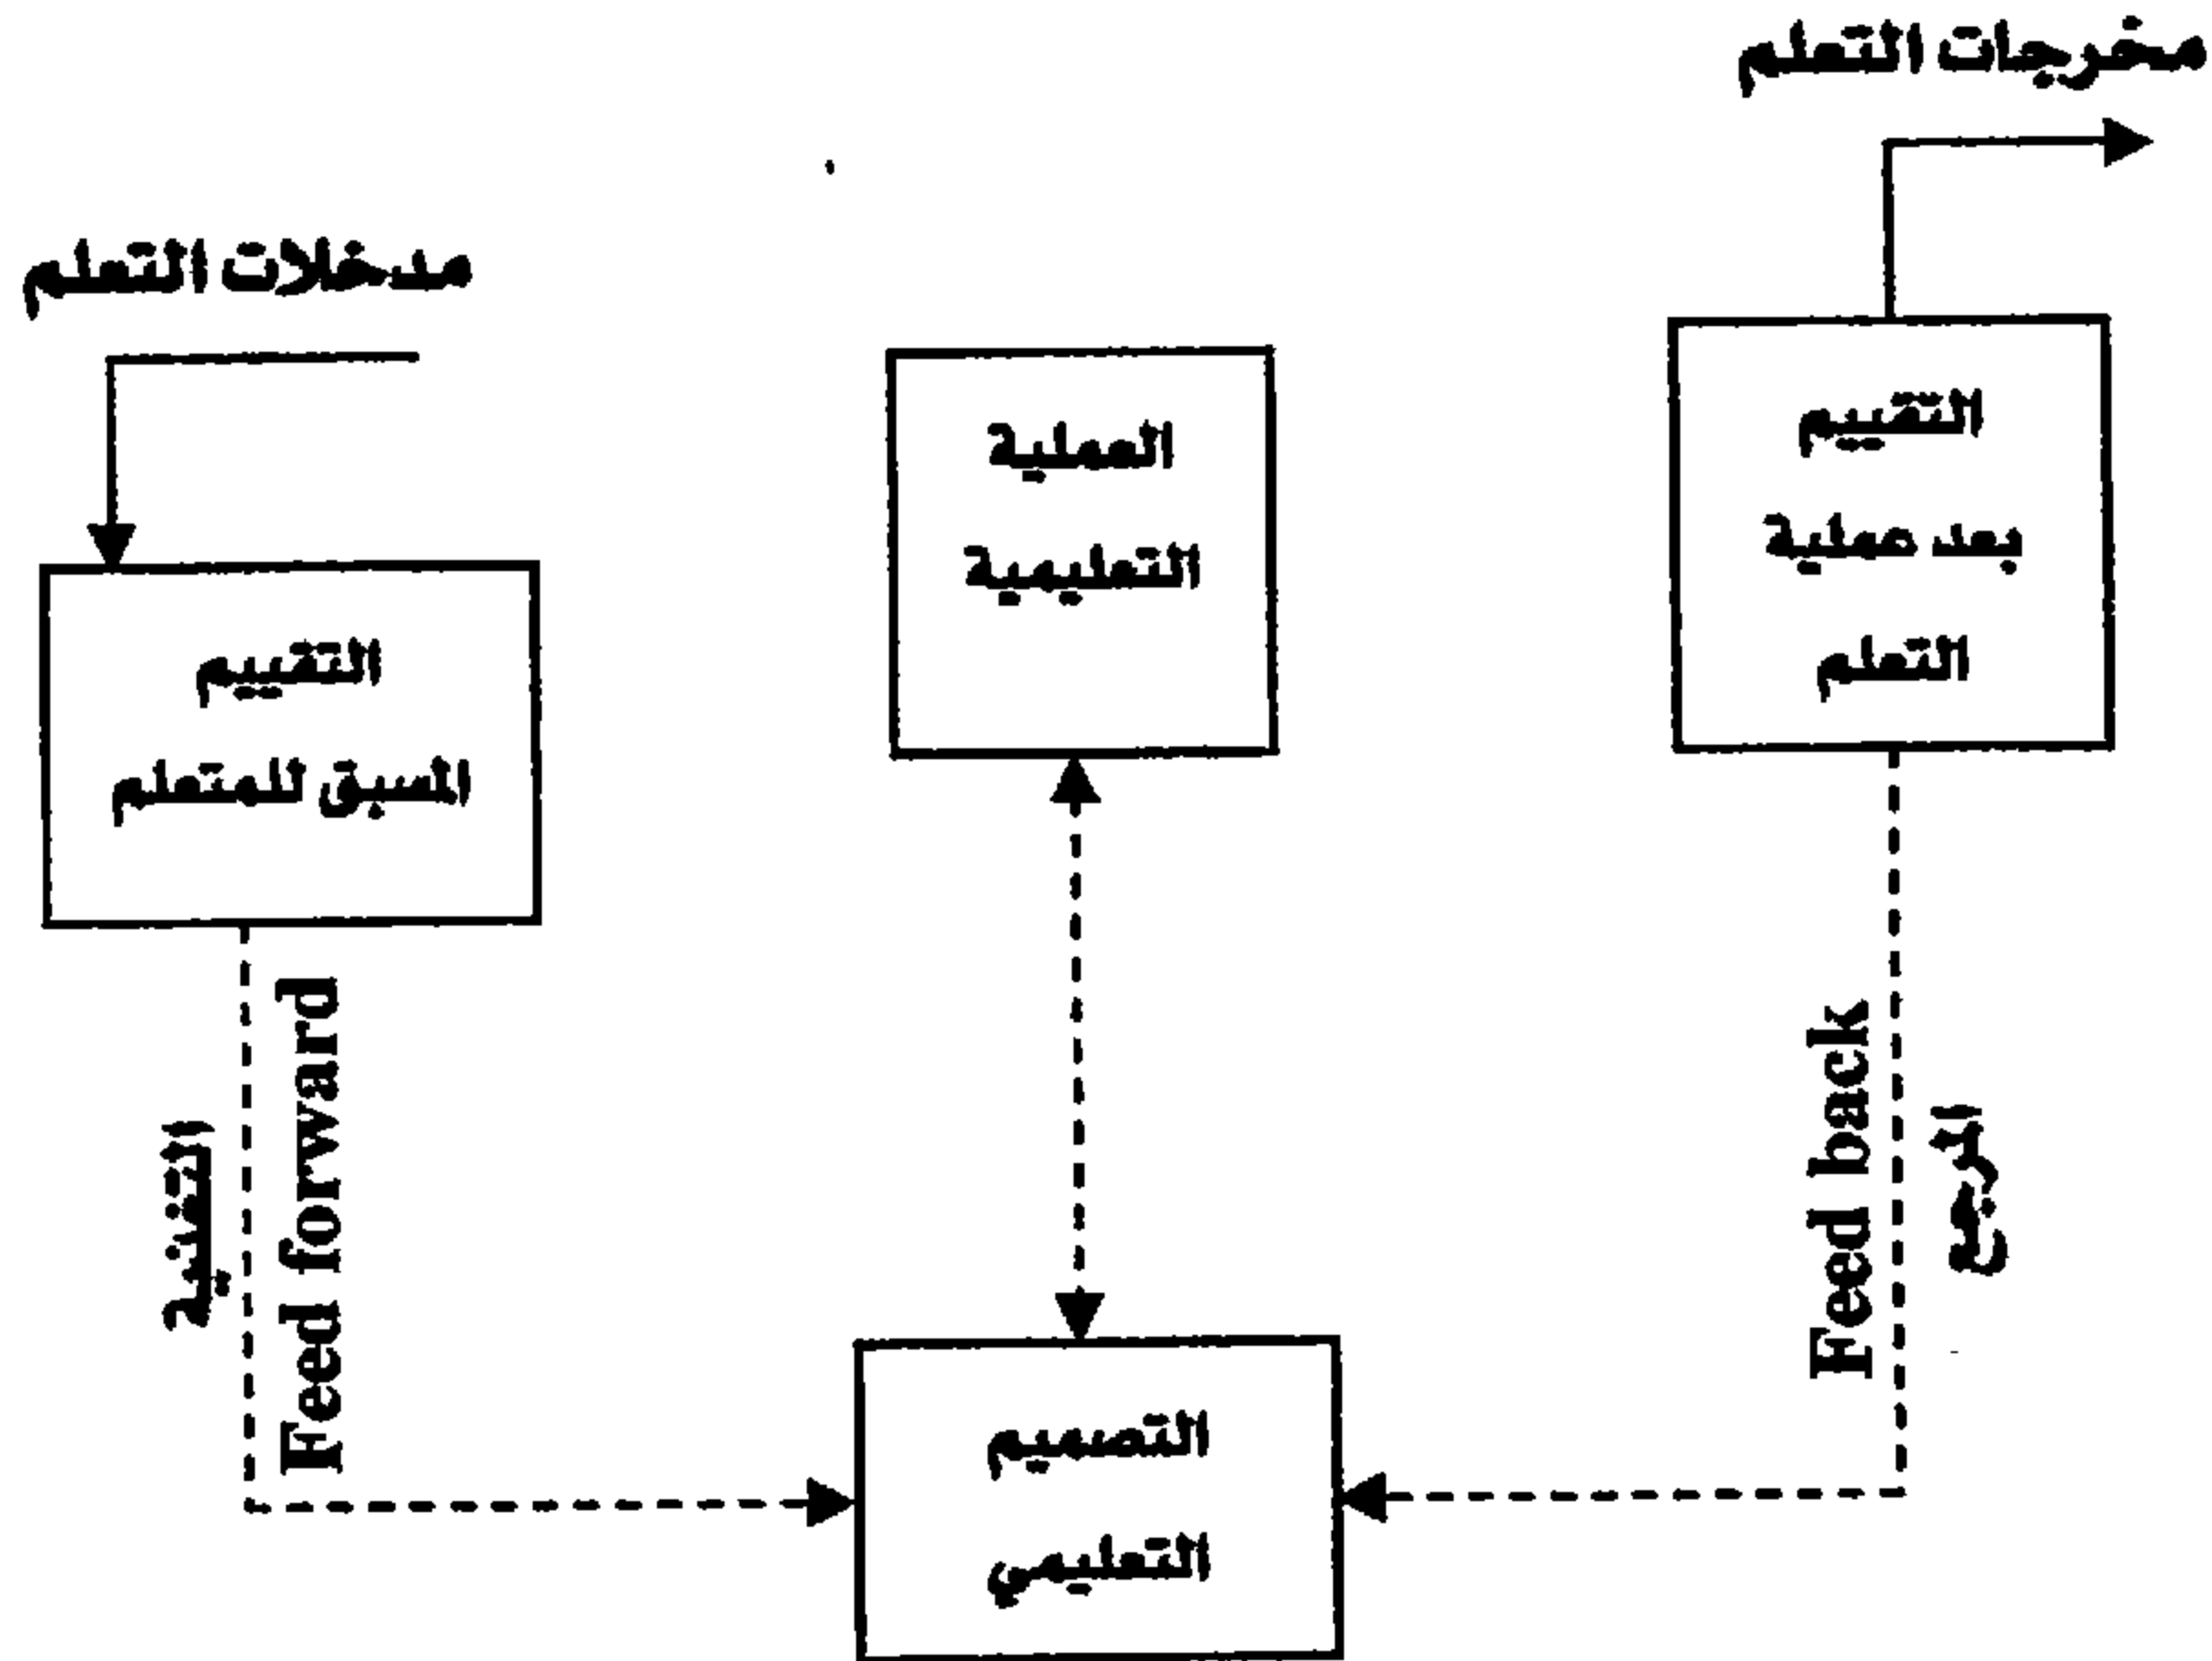 مخرجات التعلم
مدخلات التعلم
التقييم
بعد عملية
التعلم
العملية
التعليمية
التقييم
المسبق للمتعلم
Feed forward
التغذية
Feed back
الرجع
التصميم
التعليمي